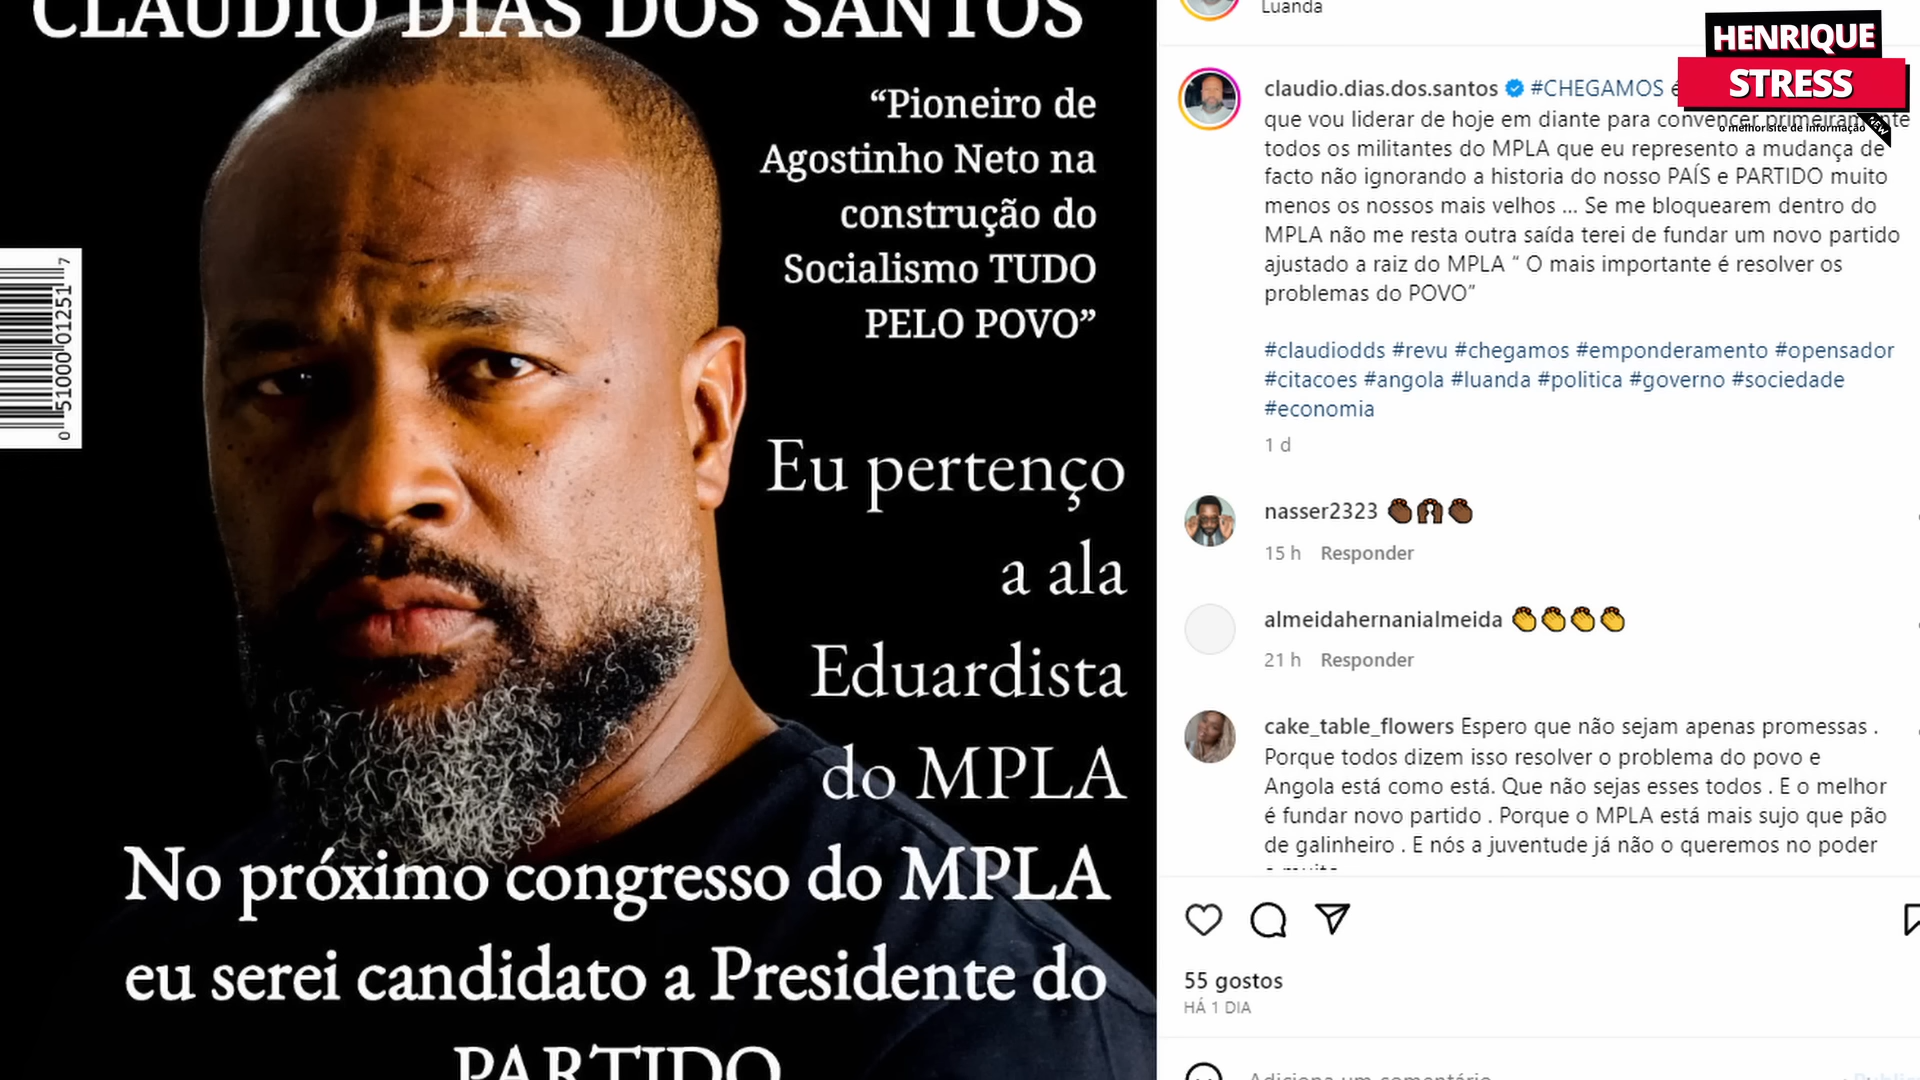 CLAUDIO DIAS DOS SANTOS
“Pioneiro de
Agostinho Neto na
construção do
Socialismo TUDO
PELO POVO”
0 51000 01251 7
Eu pertenço
a ala
Eduardista
do MPLA
No próximo congresso do MPLA
eu serei candidato a Presidente do
PARTIDO
Luanda
HENRIQUE
STRESS
o melhor site de informação
NEW
claudio.dias.dos.santos #CHEGAMOS
que vou liderar de hoje em diante para convencer primeiramente
todos os militantes do MPLA que eu represento a mudança de
facto não ignorando a historia do nosso PAÍS e PARTIDO muito
menos os nossos mais velhos ... Se me bloquearem dentro do
MPLA não me resta outra saída terei de fundar um novo partido
ajustado a raiz do MPLA “ O mais importante é resolver os
problemas do POVO”
#claudiodds #revu #chegamos #emponderamento #opensador
#citacoes #angola #luanda #politica #governo #sociedade
#economia
1 d
nasser2323
15 h Responder
almeidahernanialmeida 👏👏👏👏
21 h Responder
cake_table_flowers Espero que não sejam apenas promessas .
Porque todos dizem isso resolver o problema do povo e
Angola está como está. Que não sejas esses todos . E o melhor
é fundar novo partido . Porque o MPLA está mais sujo que pão
de galinheiro . E nós a juventude já não o queremos no poder
55 gostos
HÁ 1 DIA
Adiciona um comentário